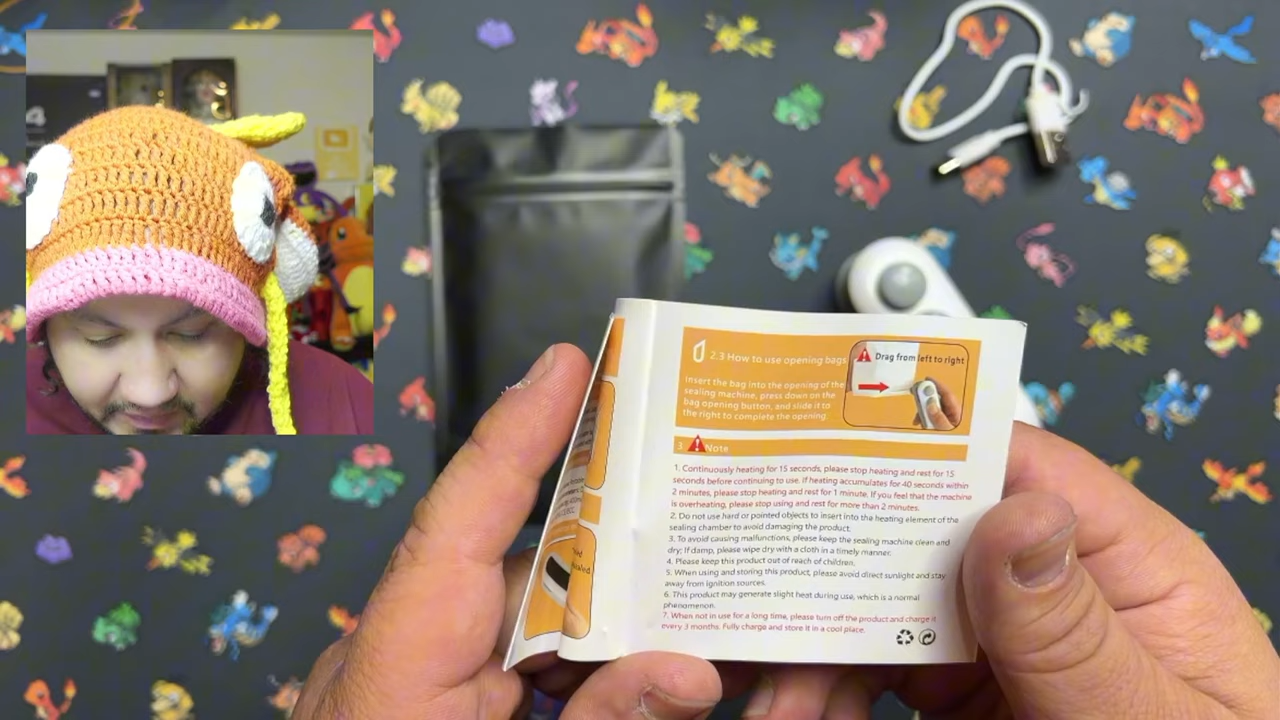 2.3 How to use opening bags
Insert the bag into the opening of the
sealing machine, press down on the
bag opening button, and slide it to
the right to complete the opening
Drag from left to right
3 Note
1. Continuously heating for 15 seconds, please stop heating and rest for 15
seconds before continuing to use. If heating accumulates for 40 seconds within
2 minutes, please stop heating and rest for 1 minute. If you feel that the machine
is overheating, please stop using and rest for more than 2 minutes.
2. Do not use hard or pointed objects to insert into the heating element of the
sealing chamber to avoid damaging the product.
3. To avoid causing malfunctions, please keep the sealing machine clean and
dry; If damp, please wipe dry with a cloth in a timely manner.
4. Please keep this product out of reach of children.
5. When using and storing this product, please avoid direct sunlight and stay
away from ignition sources.
6. This product may generate slight heat during use, which is a normal
phenomenon.
7. When not in use for a long time, please turn off the product and charge it
every 3 months. Fully charge and store it in a cool place.